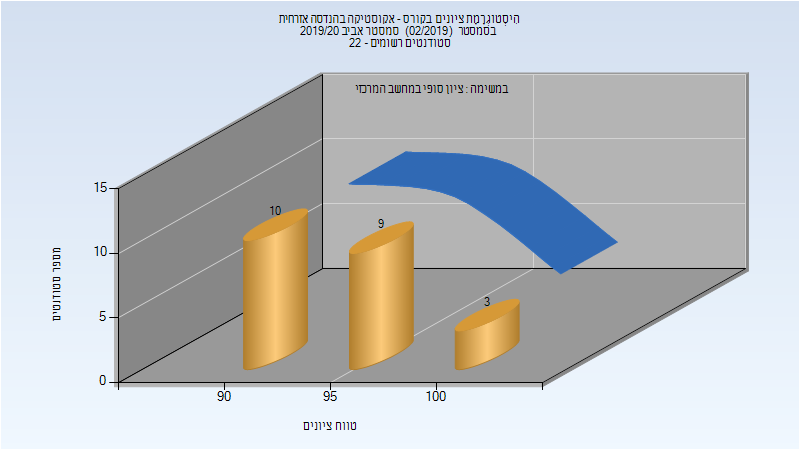 היסטוגרמת ציונים בקורס - אקוסטיקה בהנדסה אזרחית
בסמסטר (02/2019) סמסטר אביב 2019/20
סטודנטים רשומים - 22
במשימה : ציון סופי במחשב המרכזי
15
10
5
0
מספר סטודנטים
10
9
3
90
95
100
טווח ציונים